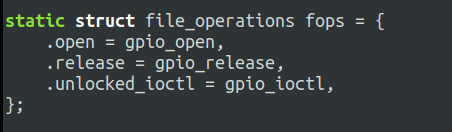 static struct file_operations fops = {
    .open = gpio_open,
    .release = gpio_release,
    .unlocked_ioctl = gpio_ioctl,
};